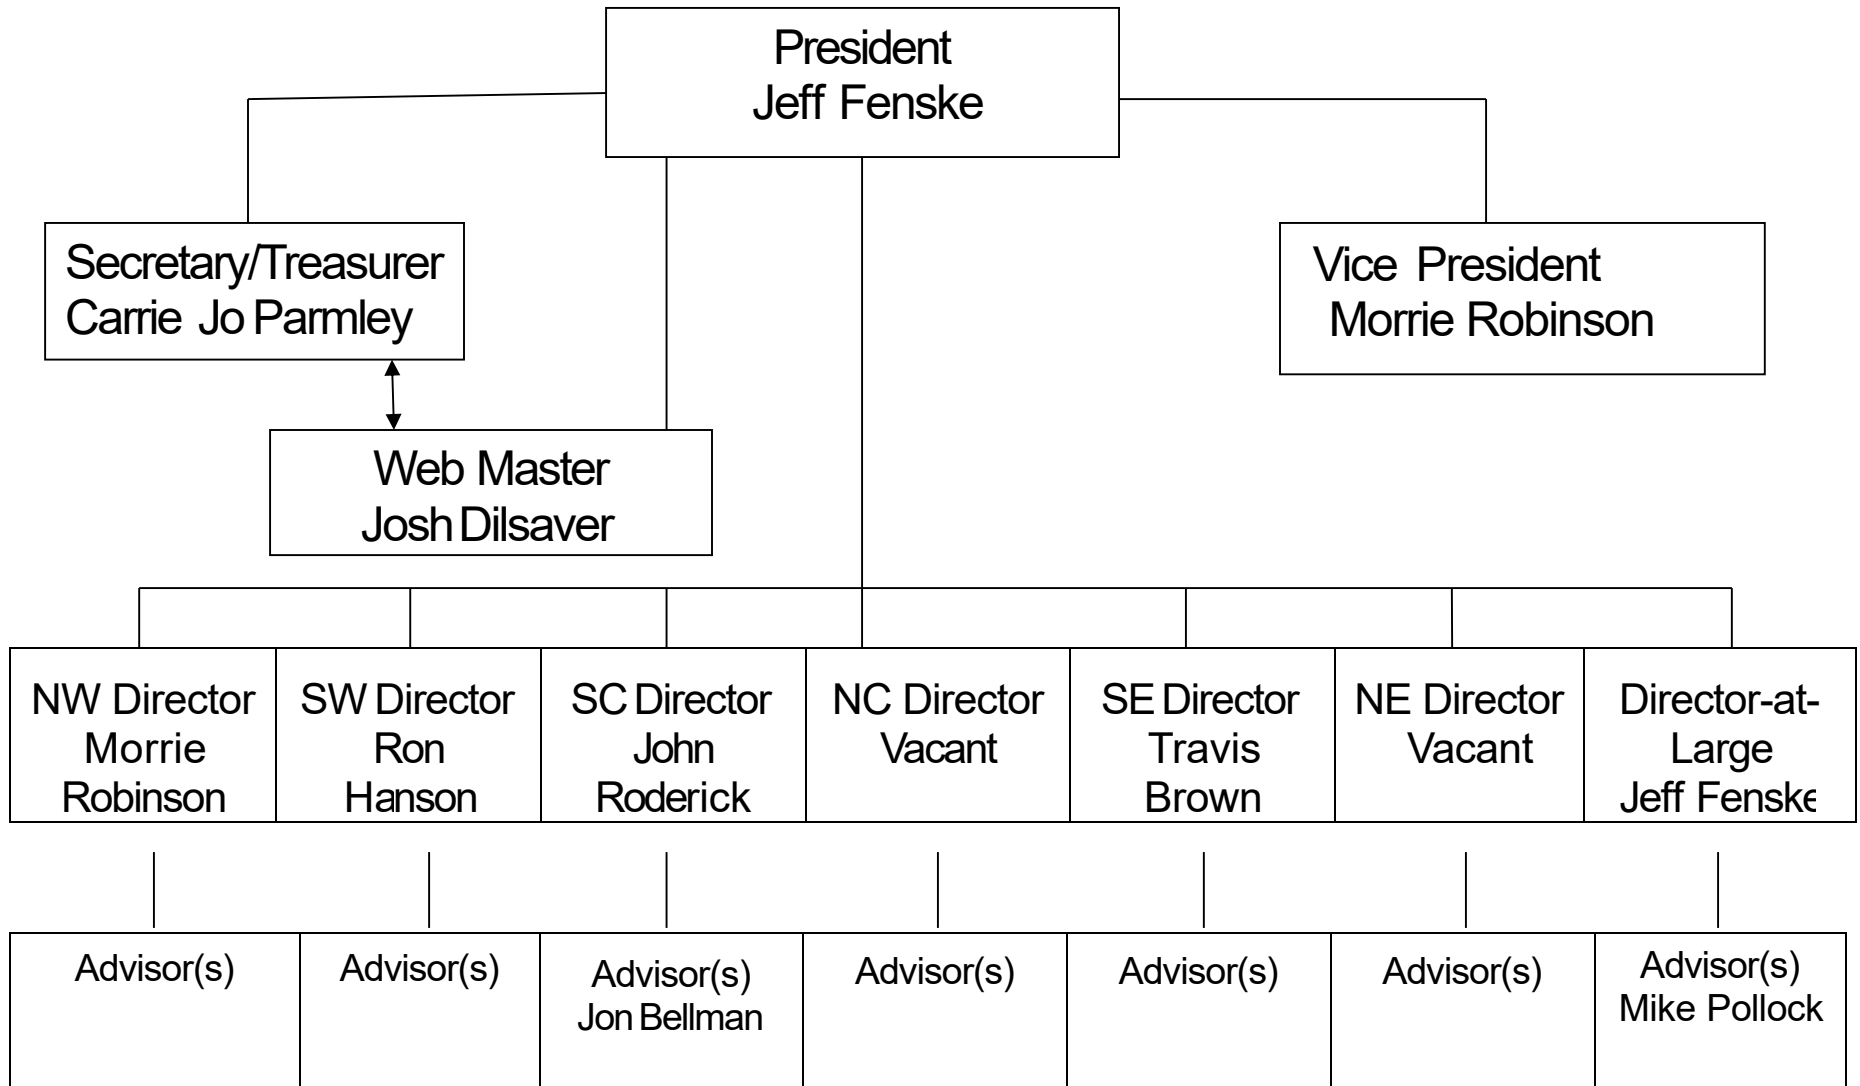 President
Jeff Fenske
Secretary/Treasurer
Carrie Jo Parmley
Vice President
Morrie Robinson
Web Master
Josh Dilsaver
NW Director
Morrie
Robinson
SW Director
Ron
Hanson
SC Director
John
Roderick
NC Director
Vacant
SE Director
Travis
Brown
NE Director
Vacant
Director-at-
Large
Jeff Fenske
Advisor(s)
Advisor(s)
Advisor(s)
Jon Bellman
Advisor(s)
Advisor(s)
Advisor(s)
Advisor(s)
Mike Pollock